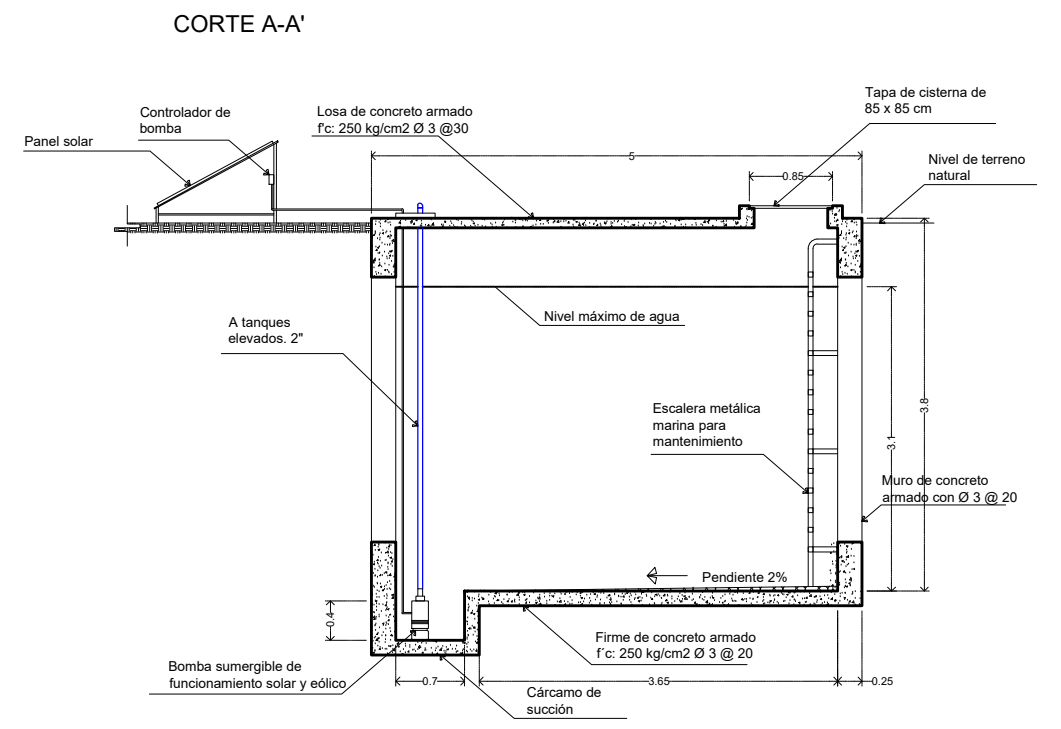 CORTE A-A'
Tapa de cisterna de
85 x 85 cm
Controlador de
bomba
Losa de concreto armado
f'c: 250 kg/cm2 Ø 3 @30
Panel solar
5
Nivel de terreno
natural
0.85
Nivel máximo de agua
A tanques
elevados. 2"
Escalera metálica
marina para
mantenimiento
3.8
3.1
Muro de concreto
armado con Ø 3 @ 20
Pendiente 2%
0.4
Firme de concreto armado
f´c: 250 kg/cm2 Ø 3 @ 20
Bomba sumergible de
funcionamiento solar y eólico
0.7
3.65
0.25
Cárcamo de
succión